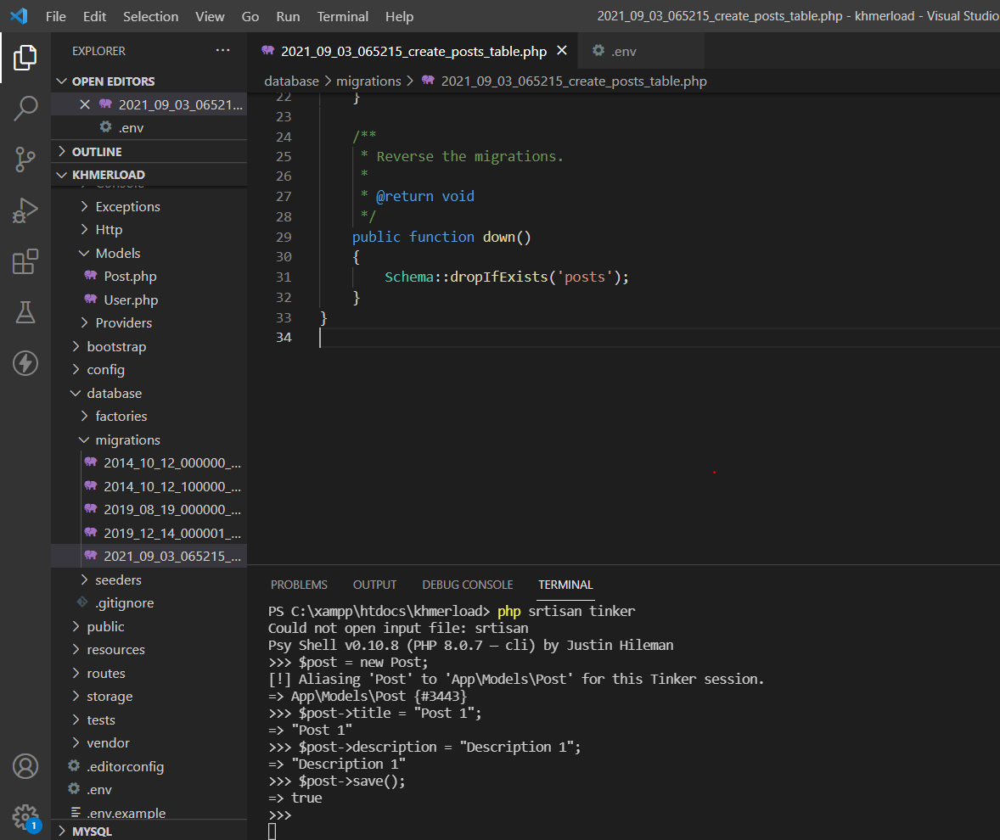 File Edit Selection View Go Run Terminal Help
2021_09_03_065215_create_posts_table.php - khmerload - Visual Studio
EXPLORER
OPEN EDITORS
2021_09_03_06521...
.env
OUTLINE
KHMERLOAD
Console
Exceptions
Http
Models
Post.php
User.php
Providers
bootstrap
config
database
factories
migrations
2014_10_12_000000_...
2014_10_12_100000_...
2019_08_19_000000_...
2019_12_14_000001_...
2021_09_03_065215_...
seeders
.gitignore
public
resources
routes
storage
tests
vendor
.editorconfig
.env
.env.example
MYSQL
1
2021_09_03_065215_create_posts_table.php
.env
database > migrations > 2021_09_03_065215_create_posts_table.php
22 }
23
24 /**
25 * Reverse the migrations.
26 *
27 * @return void
28 */
29 public function down()
30 {
31 Schema::dropIfExists('posts');
32 }
33 }
34
PROBLEMS OUTPUT DEBUG CONSOLE TERMINAL
PS C:\xampp\htdocs\khmerload> php srtisan tinker
Could not open input file: srtisan
Psy Shell v0.10.8 (PHP 8.0.7 — cli) by Justin Hileman
>>> $post = new Post;
[!] Aliasing 'Post' to 'App\Models\Post' for this Tinker session.
=> App\Models\Post {#3443}
>>> $post->title = "Post 1";
=> "Post 1"
>>> $post->description = "Description 1";
=> "Description 1"
>>> $post->save();
=> true
>>>